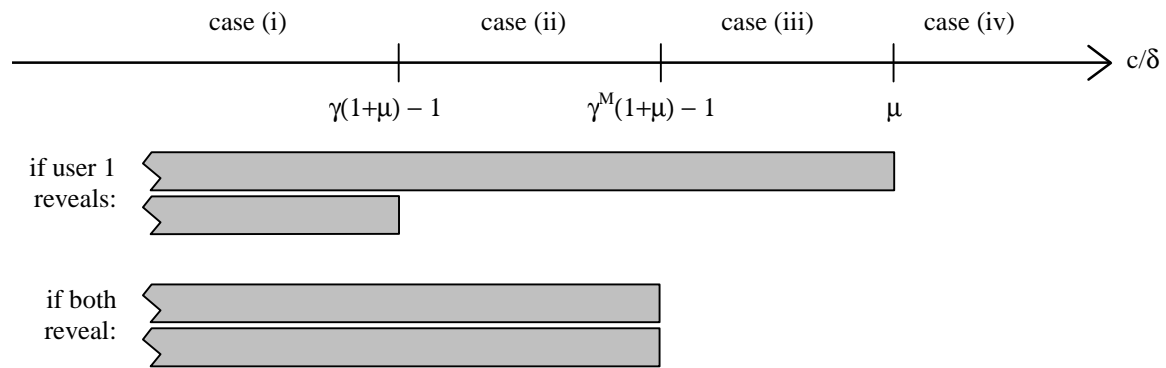 case (i) case (ii) case (iii) case (iv)
c/δ
γ(1+μ) − 1 γᴹ(1+μ) − 1 μ
if user 1
reveals:
if both
reveal: